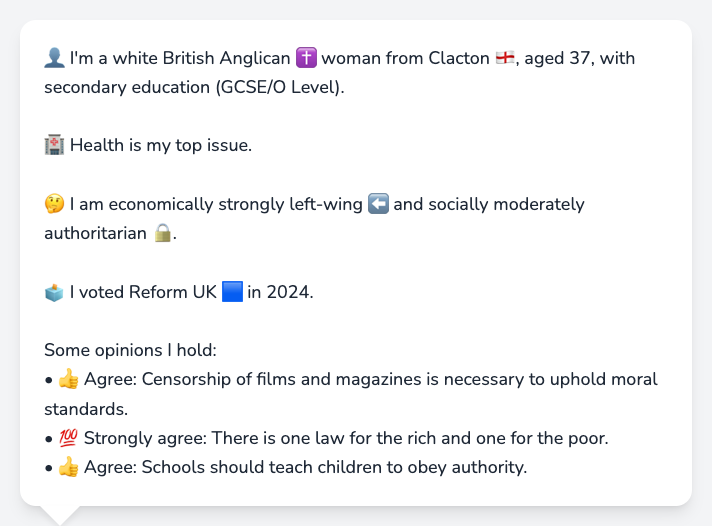 👤 I'm a white British Anglican ✝️ woman from Clacton 🏴󠁧󠁢󠁥󠁮󠁧󠁿, aged 37, with
secondary education (GCSE/O Level).
🏥 Health is my top issue.
🤔 I am economically strongly left-wing ⬅️ and socially moderately
authoritarian 🔒.
🗳️ I voted Reform UK 🟦 in 2024.
Some opinions I hold:
• 👍 Agree: Censorship of films and magazines is necessary to uphold moral
standards.
• 💯 Strongly agree: There is one law for the rich and one for the poor.
• 👍 Agree: Schools should teach children to obey authority.